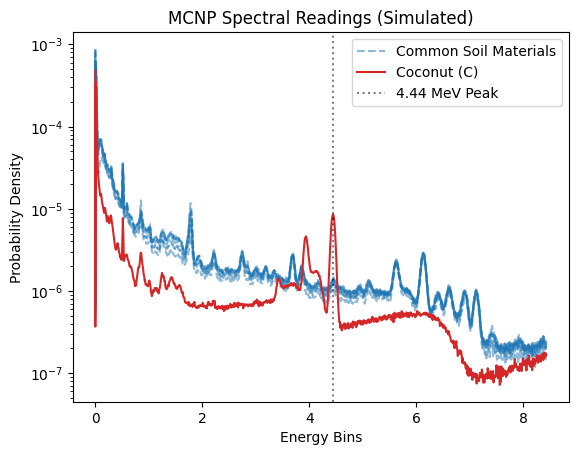 MCNP Spectral Readings (Simulated)
Common Soil Materials
Coconut (C)
4.44 MeV Peak
Probability Density
10⁻³
10⁻⁴
10⁻⁵
10⁻⁶
10⁻⁷
0 2 4 6 8
Energy Bins